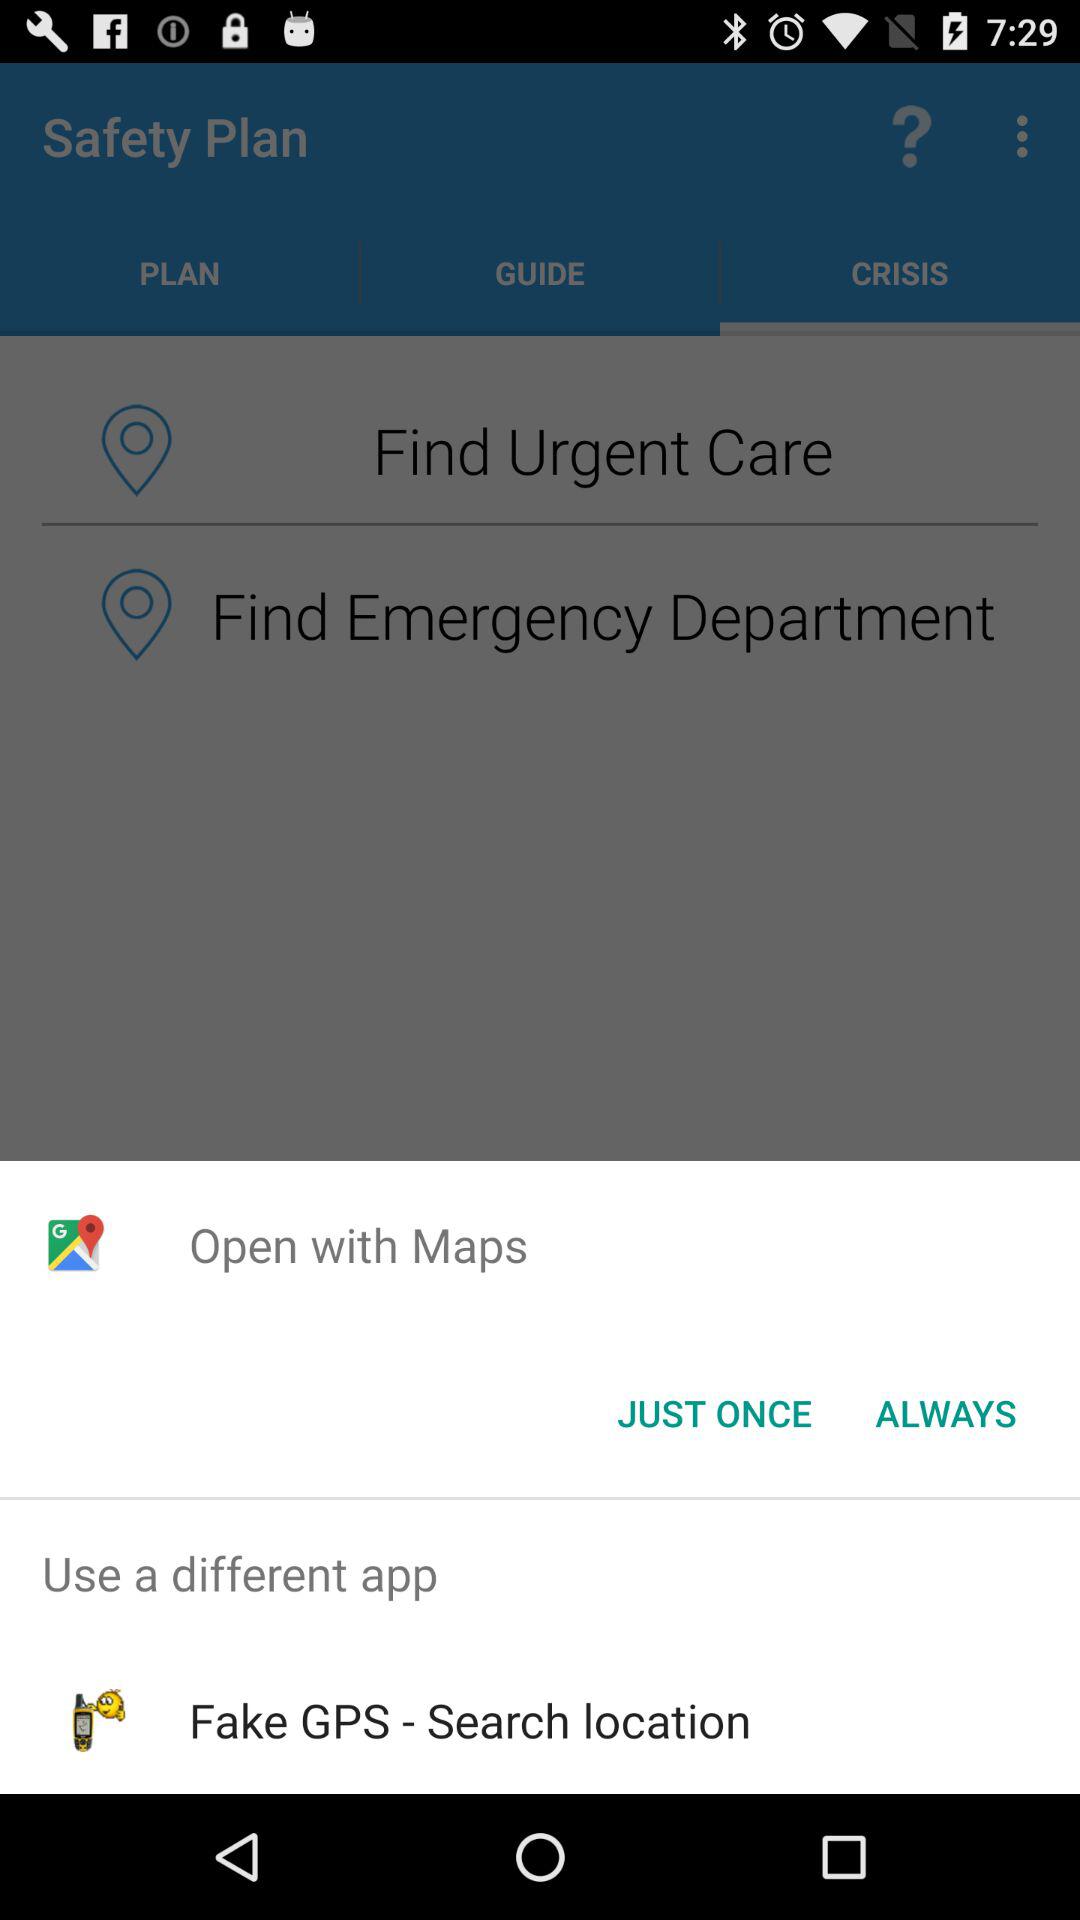 7:29
Safety Plan
PLAN
GUIDE
CRISIS
Find Urgent Care
Find Emergency Department
G
Open with Maps
JUST ONCE
ALWAYS
Use a different app
Fake GPS - Search location